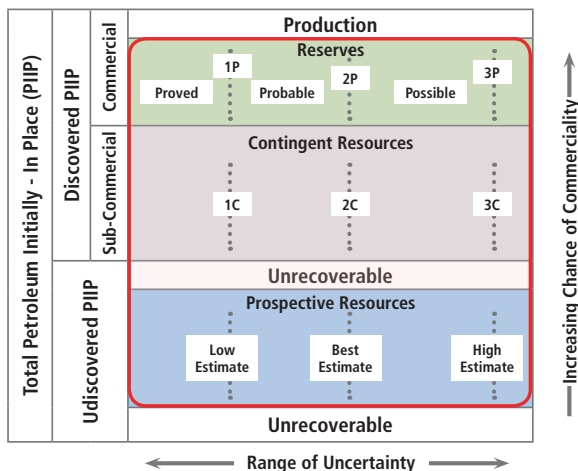 Total Petroleum Initially - In Place (PIIP)
Discovered PIIP
Udiscovered PIIP
Commercial
Sub-Commercial
Production
Reserves
1P
2P
3P
Proved
Probable
Possible
Contingent Resources
1C
2C
3C
Unrecoverable
Prospective Resources
Low
Estimate
Best
Estimate
High
Estimate
Unrecoverable
Range of Uncertainty
Increasing Chance of Commerciality